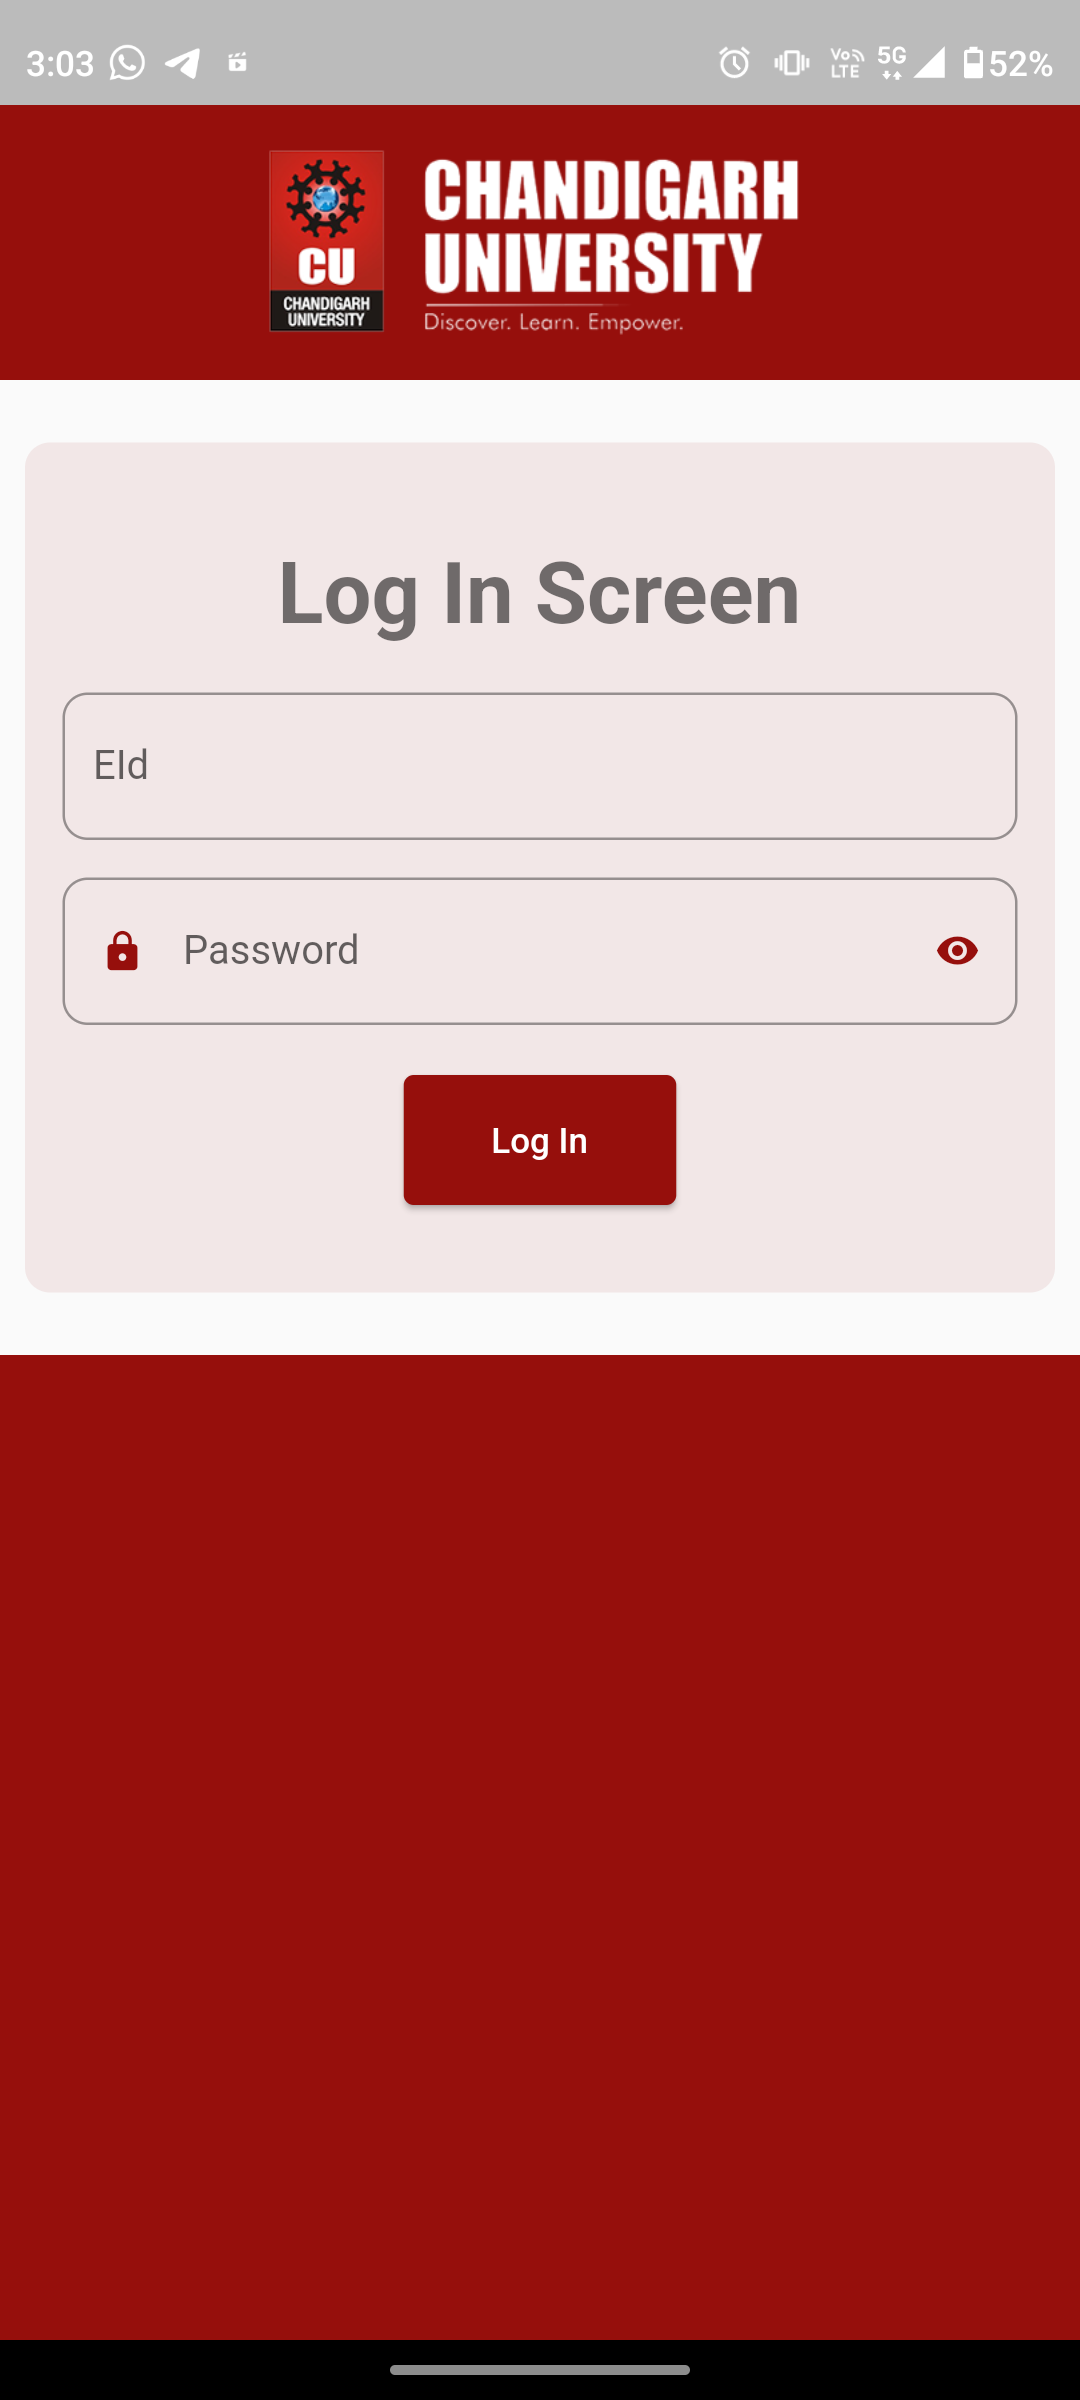 3:03 Vo LTE 5G 52%
CU
CHANDIGARH
UNIVERSITY
CHANDIGARH
UNIVERSITY
Discover. Learn. Empower.
Log In Screen
EId
Password
Log In